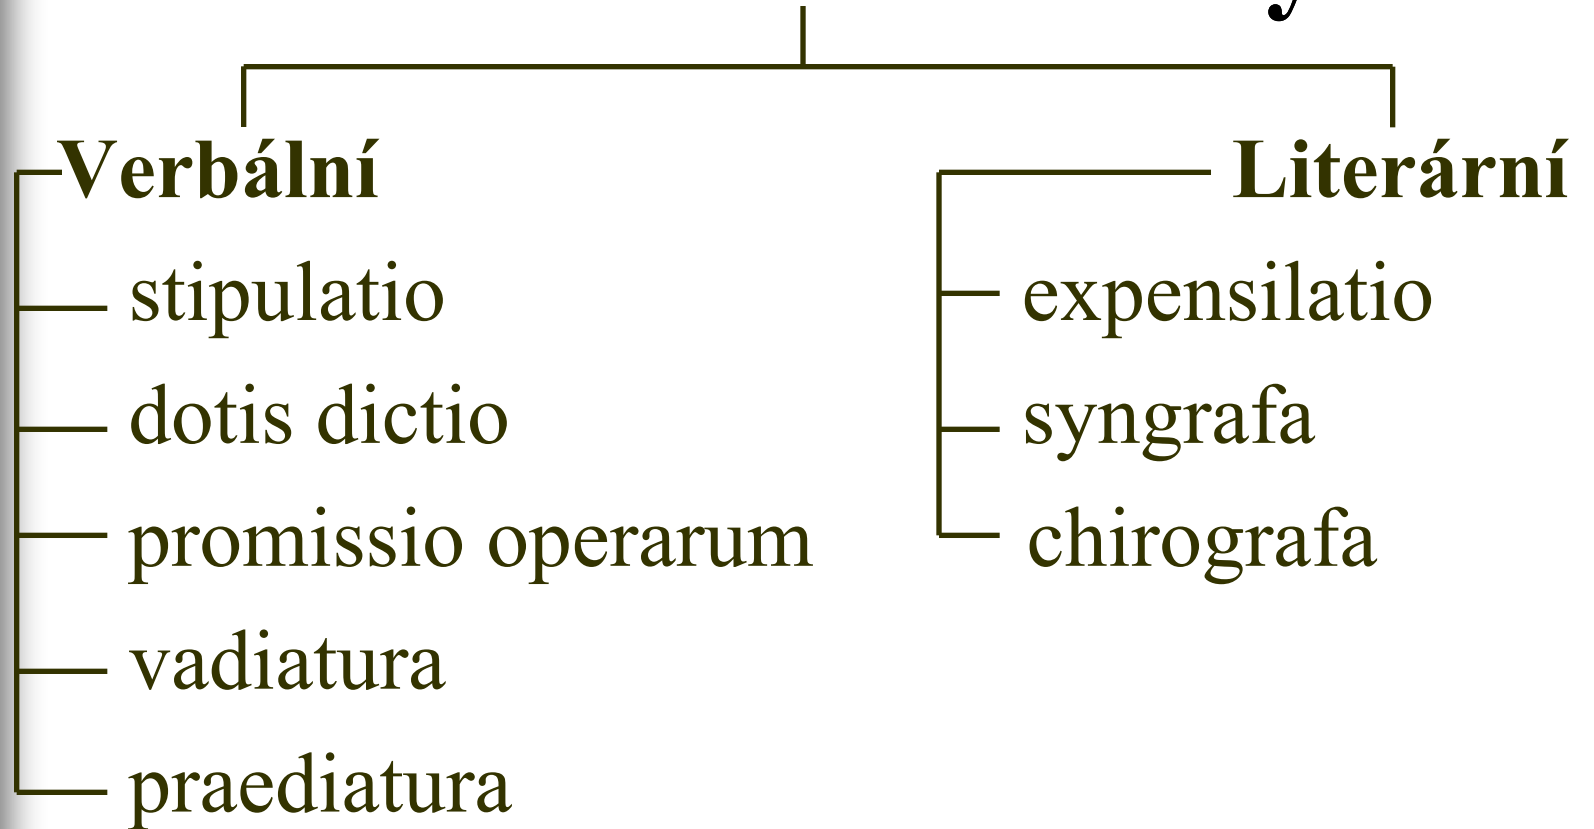 Verbální
stipulatio
dotis dictio
promissio operarum
vadiatura
praediatura
Literární
expensilatio
syngrafa
chirografa